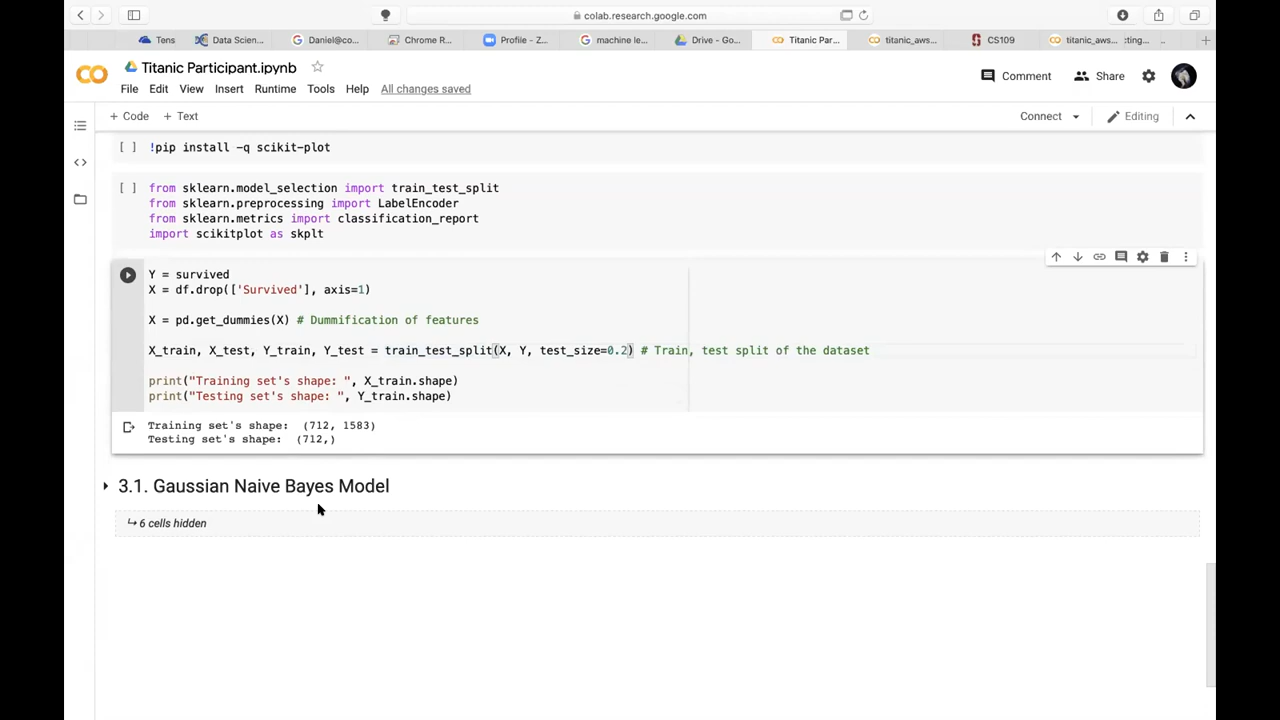 colab.research.google.com
Tens
Data Scien...
Daniel@co...
Chrome R...
Profile - Z...
machine le...
Drive - Go...
Titanic Par...
titanic_aws...
CS109
titanic_aws...
:ting...
Titanic Participant.ipynb
Comment
Share
File Edit View Insert Runtime Tools Help All changes saved
+ Code + Text
Connect
Editing
[ ] !pip install -q scikit-plot
[ ] from sklearn.model_selection import train_test_split
from sklearn.preprocessing import LabelEncoder
from sklearn.metrics import classification_report
import scikitplot as skplt
Y = survived
X = df.drop(['Survived'], axis=1)
X = pd.get_dummies(X) # Dummification of features
X_train, X_test, Y_train, Y_test = train_test_split(X, Y, test_size=0.2) # Train, test split of the dataset
print("Training set's shape: ", X_train.shape)
print("Testing set's shape: ", Y_train.shape)
Training set's shape:  (712, 1583)
Testing set's shape:  (712,)
3.1. Gaussian Naive Bayes Model
6 cells hidden